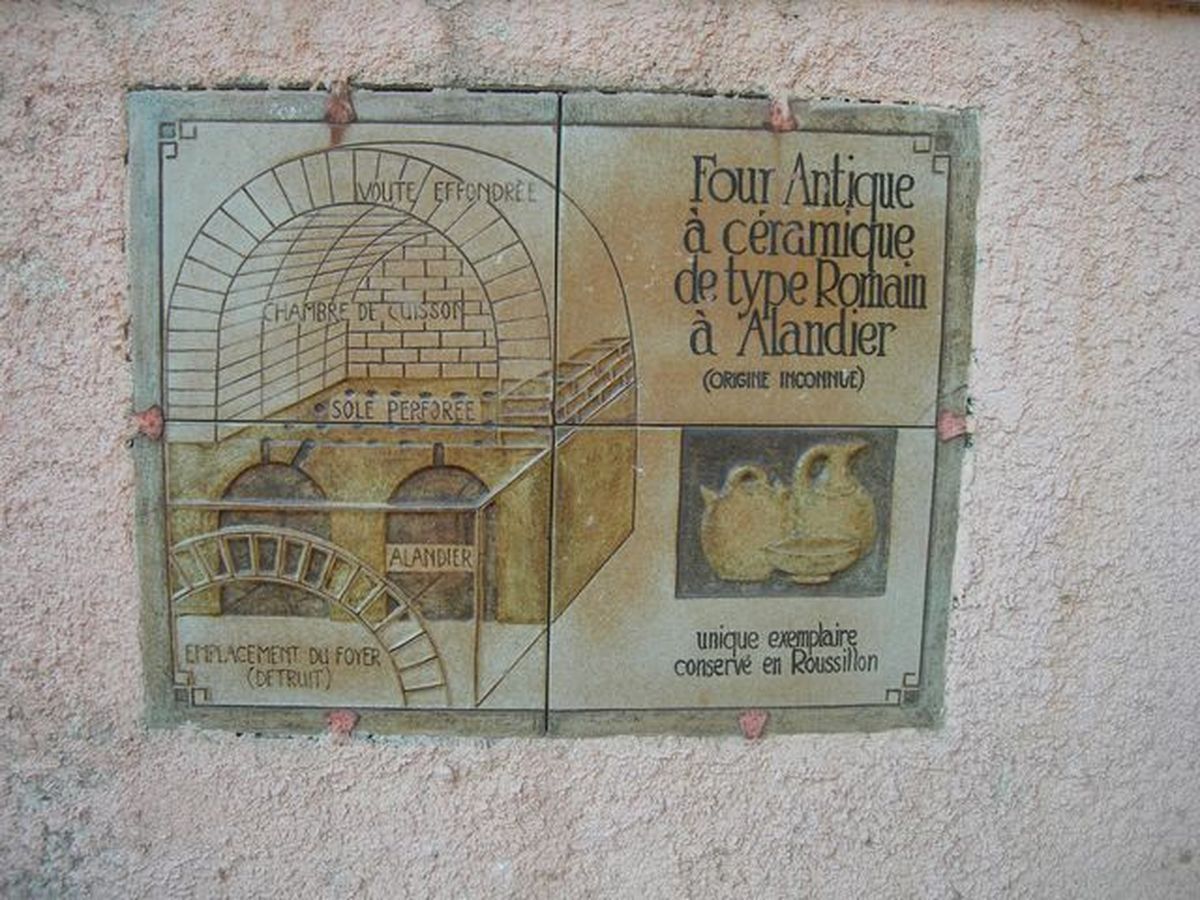 VOUTE EFFONDRÉE
CHAMBRE DE CUISSON
SOLE PERFORÉE
ALANDIER
EMPLACEMENT DU FOYER
(DETRUIT)
Four Antique
à céramique
de type Romain
à Alandier
(ORIGINE INCONNUE)
unique exemplaire
conservé en Roussillon